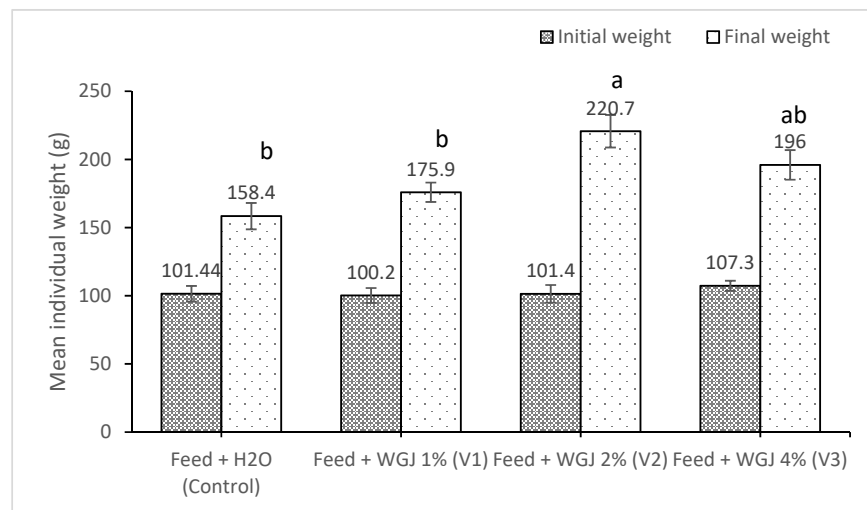 Initial weight Final weight
Mean individual weight (g)
250
200
150
100
50
0
b
b
a
ab
101.44
158.4
100.2
175.9
101.4
220.7
107.3
196
Feed + H2O
(Control)
Feed + WGJ 1% (V1)
Feed + WGJ 2% (V2)
Feed + WGJ 4% (V3)